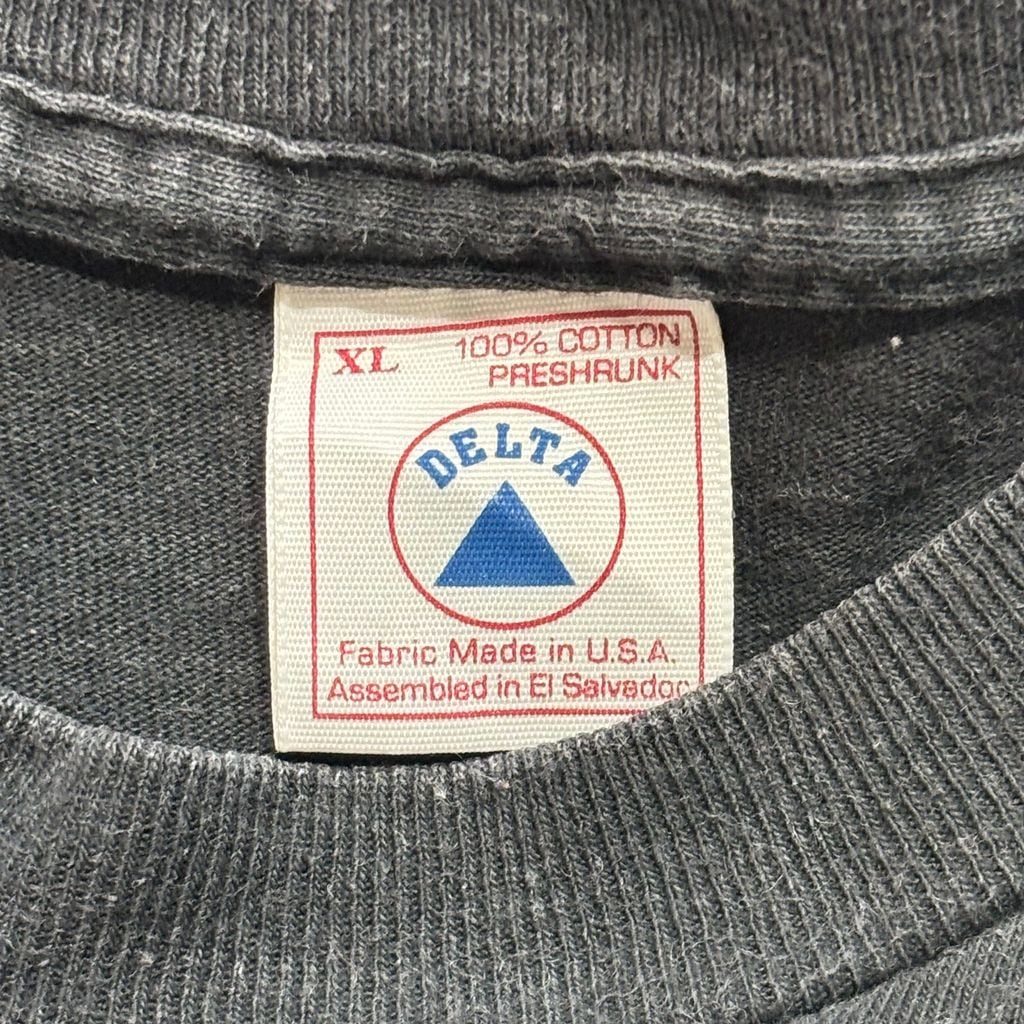 XL
100% COTTON
PRESHRUNK
DELTA
Fabric Made in U.S.A.
Assembled in El Salvador